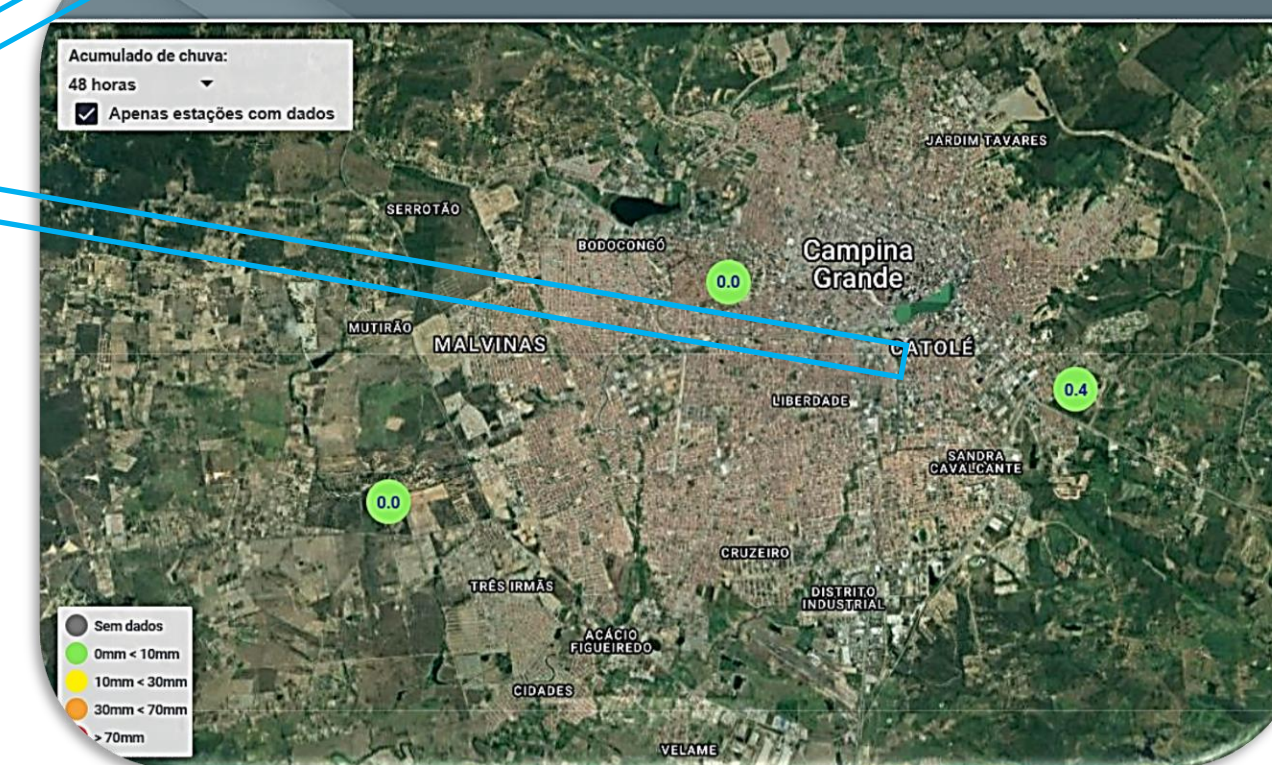 Acumulado de chuva:
48 horas
Apenas estações com dados
JARDIM TAVARES
SERROTÃO
BODOCONGÓ
Campina
Grande
0.0
MUTIRÃO
MALVINAS
CATOLÉ
0.4
LIBERDADE
SANDRA
CAVALCANTE
0.0
CRUZEIRO
TRÊS IRMÃS
DISTRITO
INDUSTRIAL
ACÁCIO
FIGUEIREDO
CIDADES
VELAME
Sem dados
0mm < 10mm
10mm < 30mm
30mm < 70mm
> 70mm